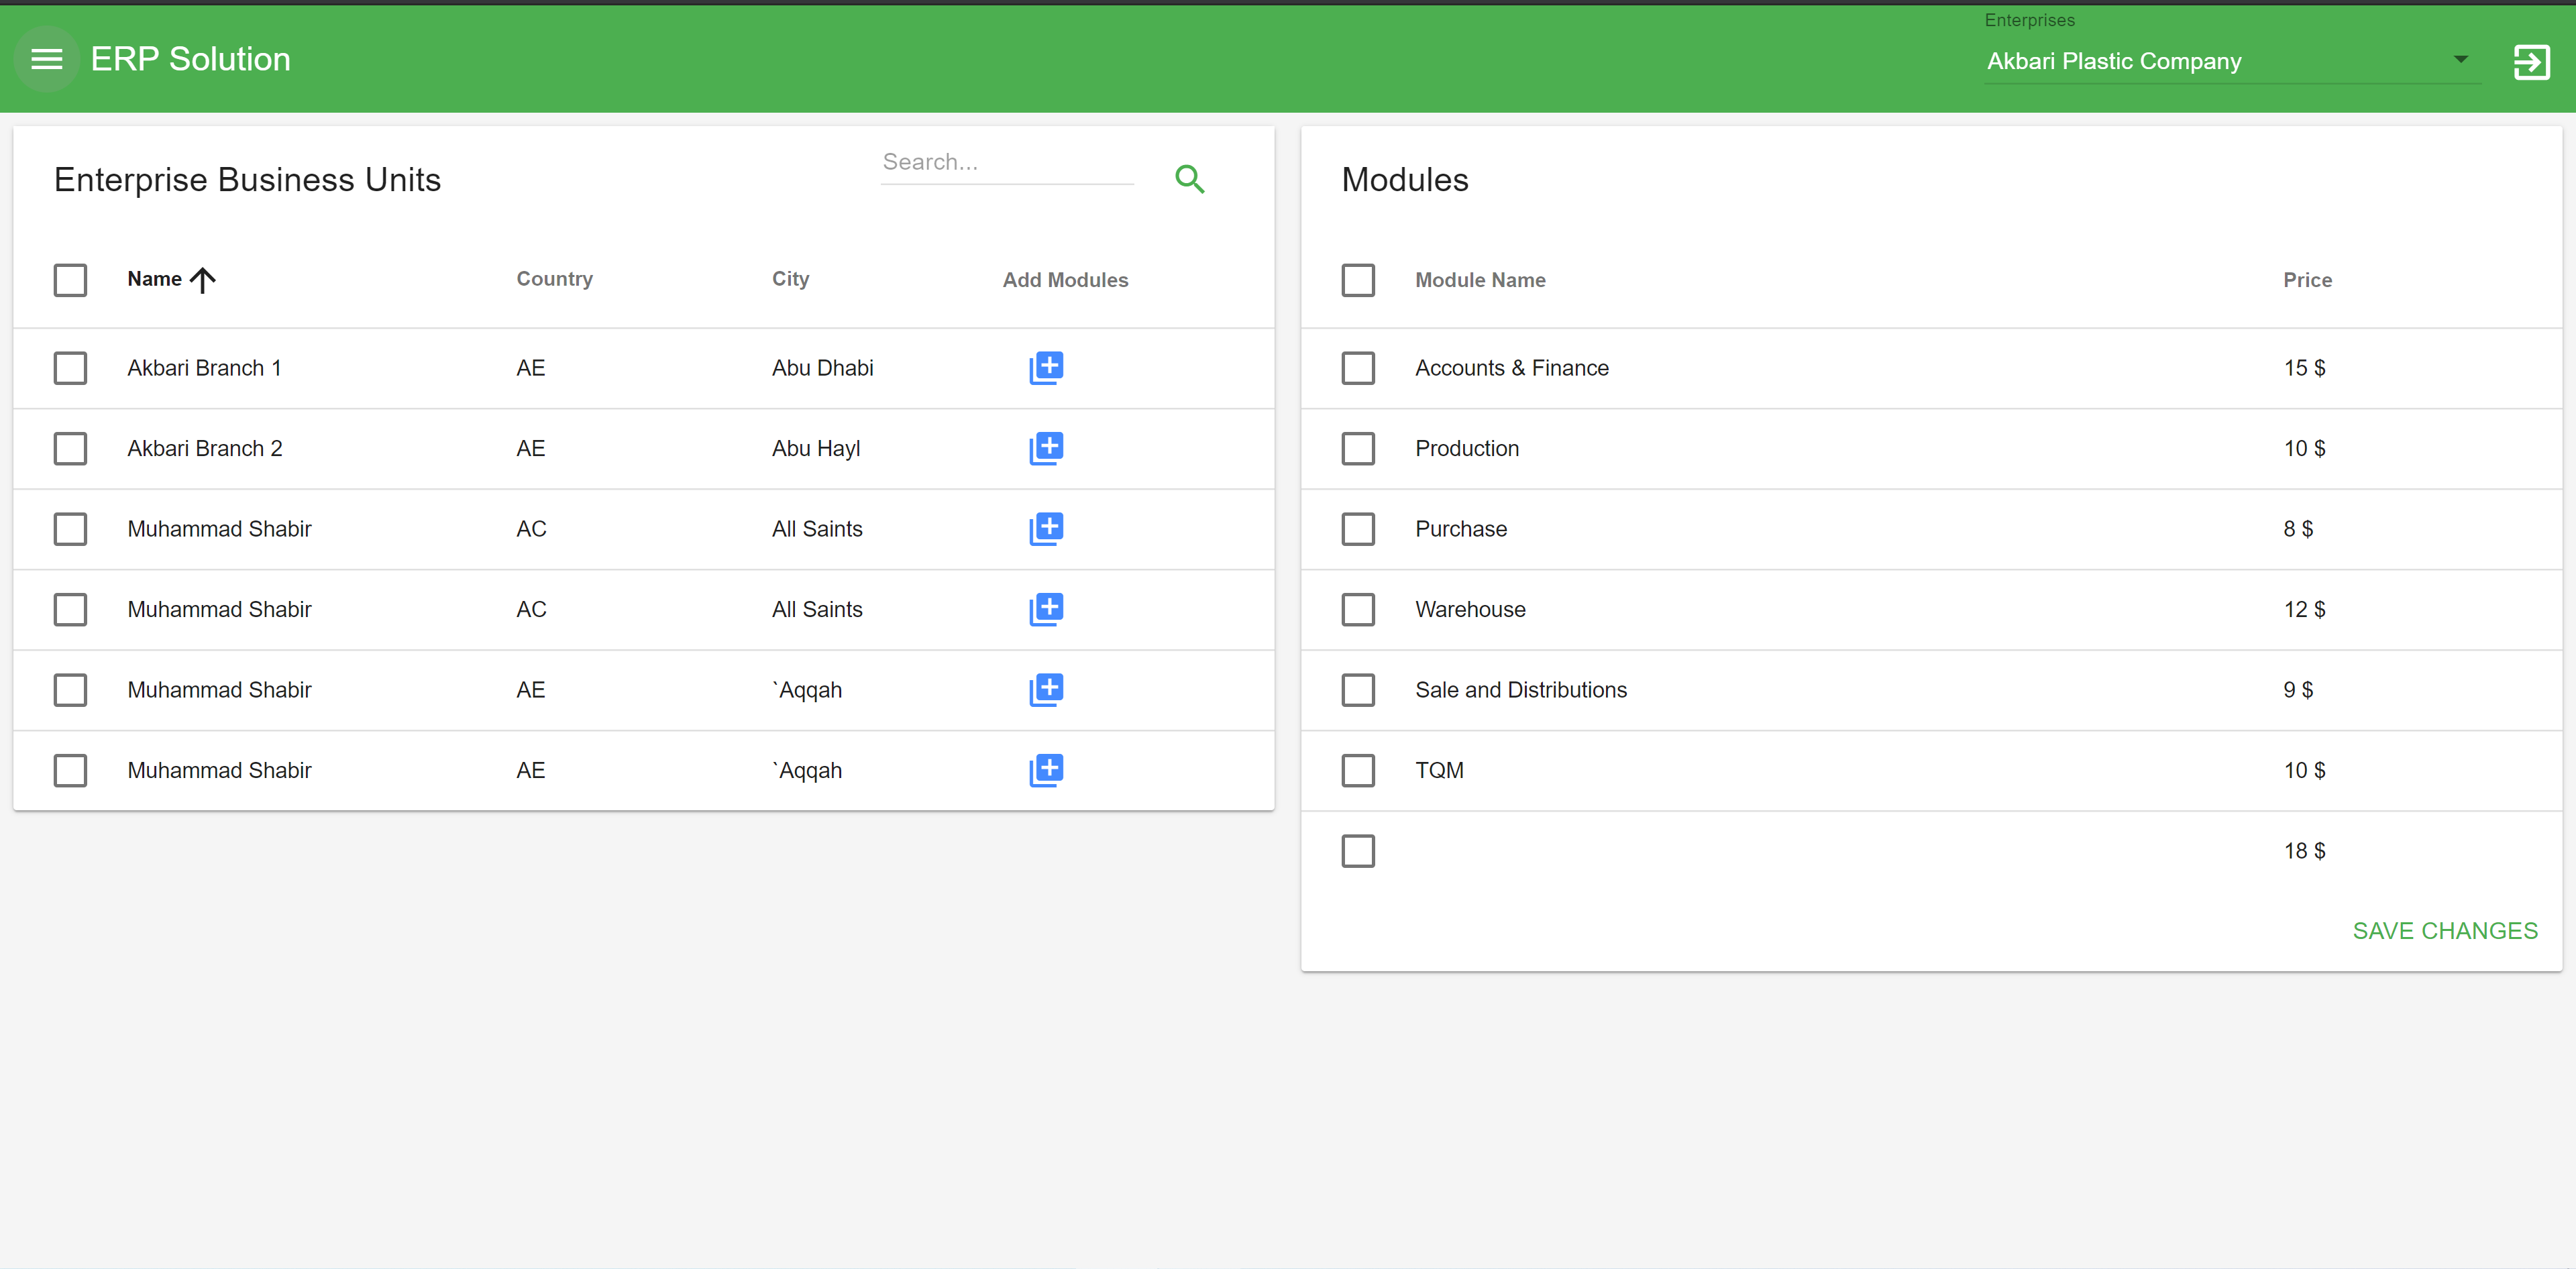 ERP Solution
Enterprises
Akbari Plastic Company
Enterprise Business Units
Search...
Name Country City Add Modules
Akbari Branch 1 AE Abu Dhabi
Akbari Branch 2 AE Abu Hayl
Muhammad Shabir AC All Saints
Muhammad Shabir AC All Saints
Muhammad Shabir AE `Aqqah
Muhammad Shabir AE `Aqqah
Modules
Module Name Price
Accounts & Finance 15 $
Production 10 $
Purchase 8 $
Warehouse 12 $
Sale and Distributions 9 $
TQM 10 $
18 $
SAVE CHANGES